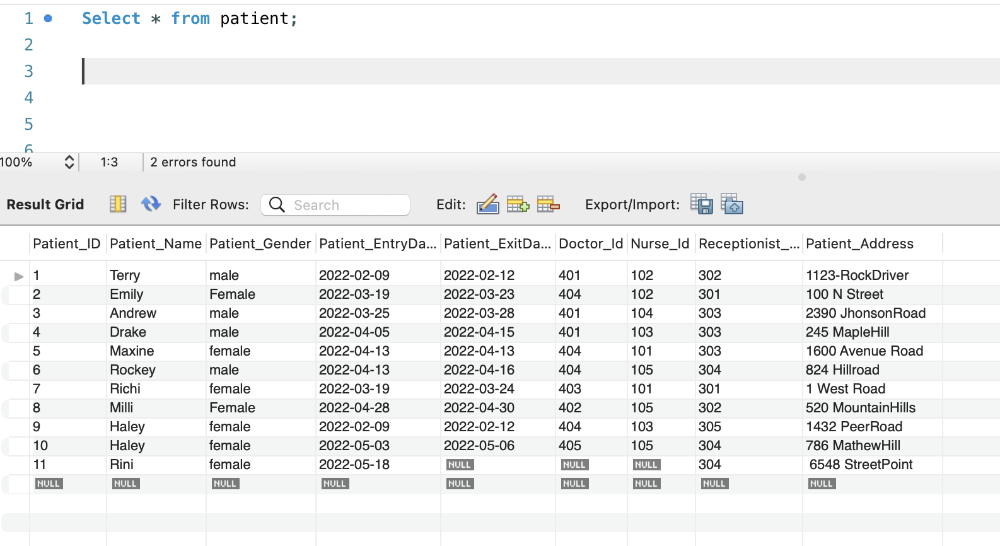 1 Select * from patient;
2
3
4
5
6
100% 1:3 2 errors found
Result Grid Filter Rows: Search Edit: Export/Import:
Patient_ID Patient_Name Patient_Gender Patient_EntryDa... Patient_ExitDa... Doctor_Id Nurse_Id Receptionist_... Patient_Address
1 Terry male 2022-02-09 2022-02-12 401 102 302 1123-RockDriver
2 Emily Female 2022-03-19 2022-03-23 404 102 301 100 N Street
3 Andrew male 2022-03-25 2022-03-28 401 104 303 2390 JhonsonRoad
4 Drake male 2022-04-05 2022-04-15 401 103 303 245 MapleHill
5 Maxine female 2022-04-13 2022-04-13 404 101 303 1600 Avenue Road
6 Rockey male 2022-04-13 2022-04-16 404 105 304 824 Hillroad
7 Richi female 2022-03-19 2022-03-24 403 101 301 1 West Road
8 Milli Female 2022-04-28 2022-04-30 402 105 302 520 MountainHills
9 Haley female 2022-02-09 2022-02-12 404 103 305 1432 PeerRoad
10 Haley female 2022-05-03 2022-05-06 405 105 304 786 MathewHill
11 Rini female 2022-05-18 NULL NULL NULL 304 6548 StreetPoint
NULL NULL NULL NULL NULL NULL NULL NULL NULL